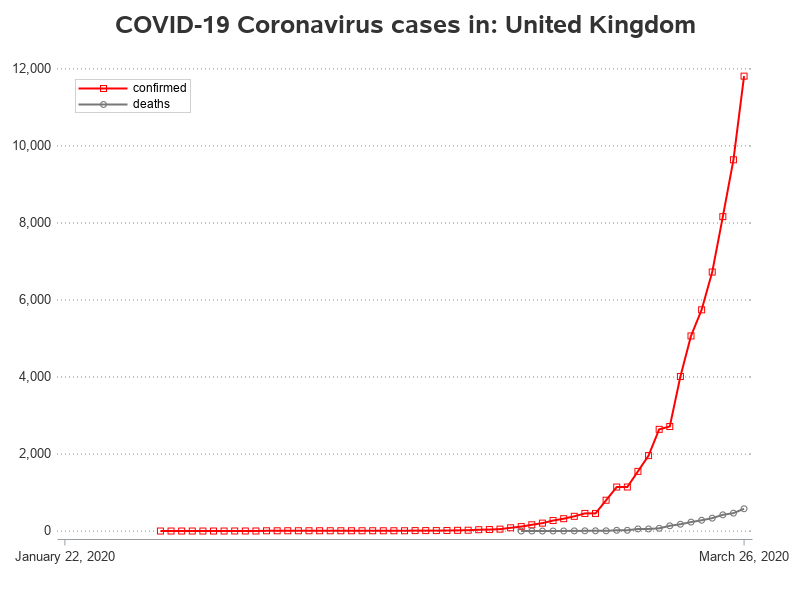 COVID-19 Coronavirus cases in: United Kingdom
12,000
confirmed
deaths
10,000
8,000
6,000
4,000
2,000
0
January 22, 2020
March 26, 2020